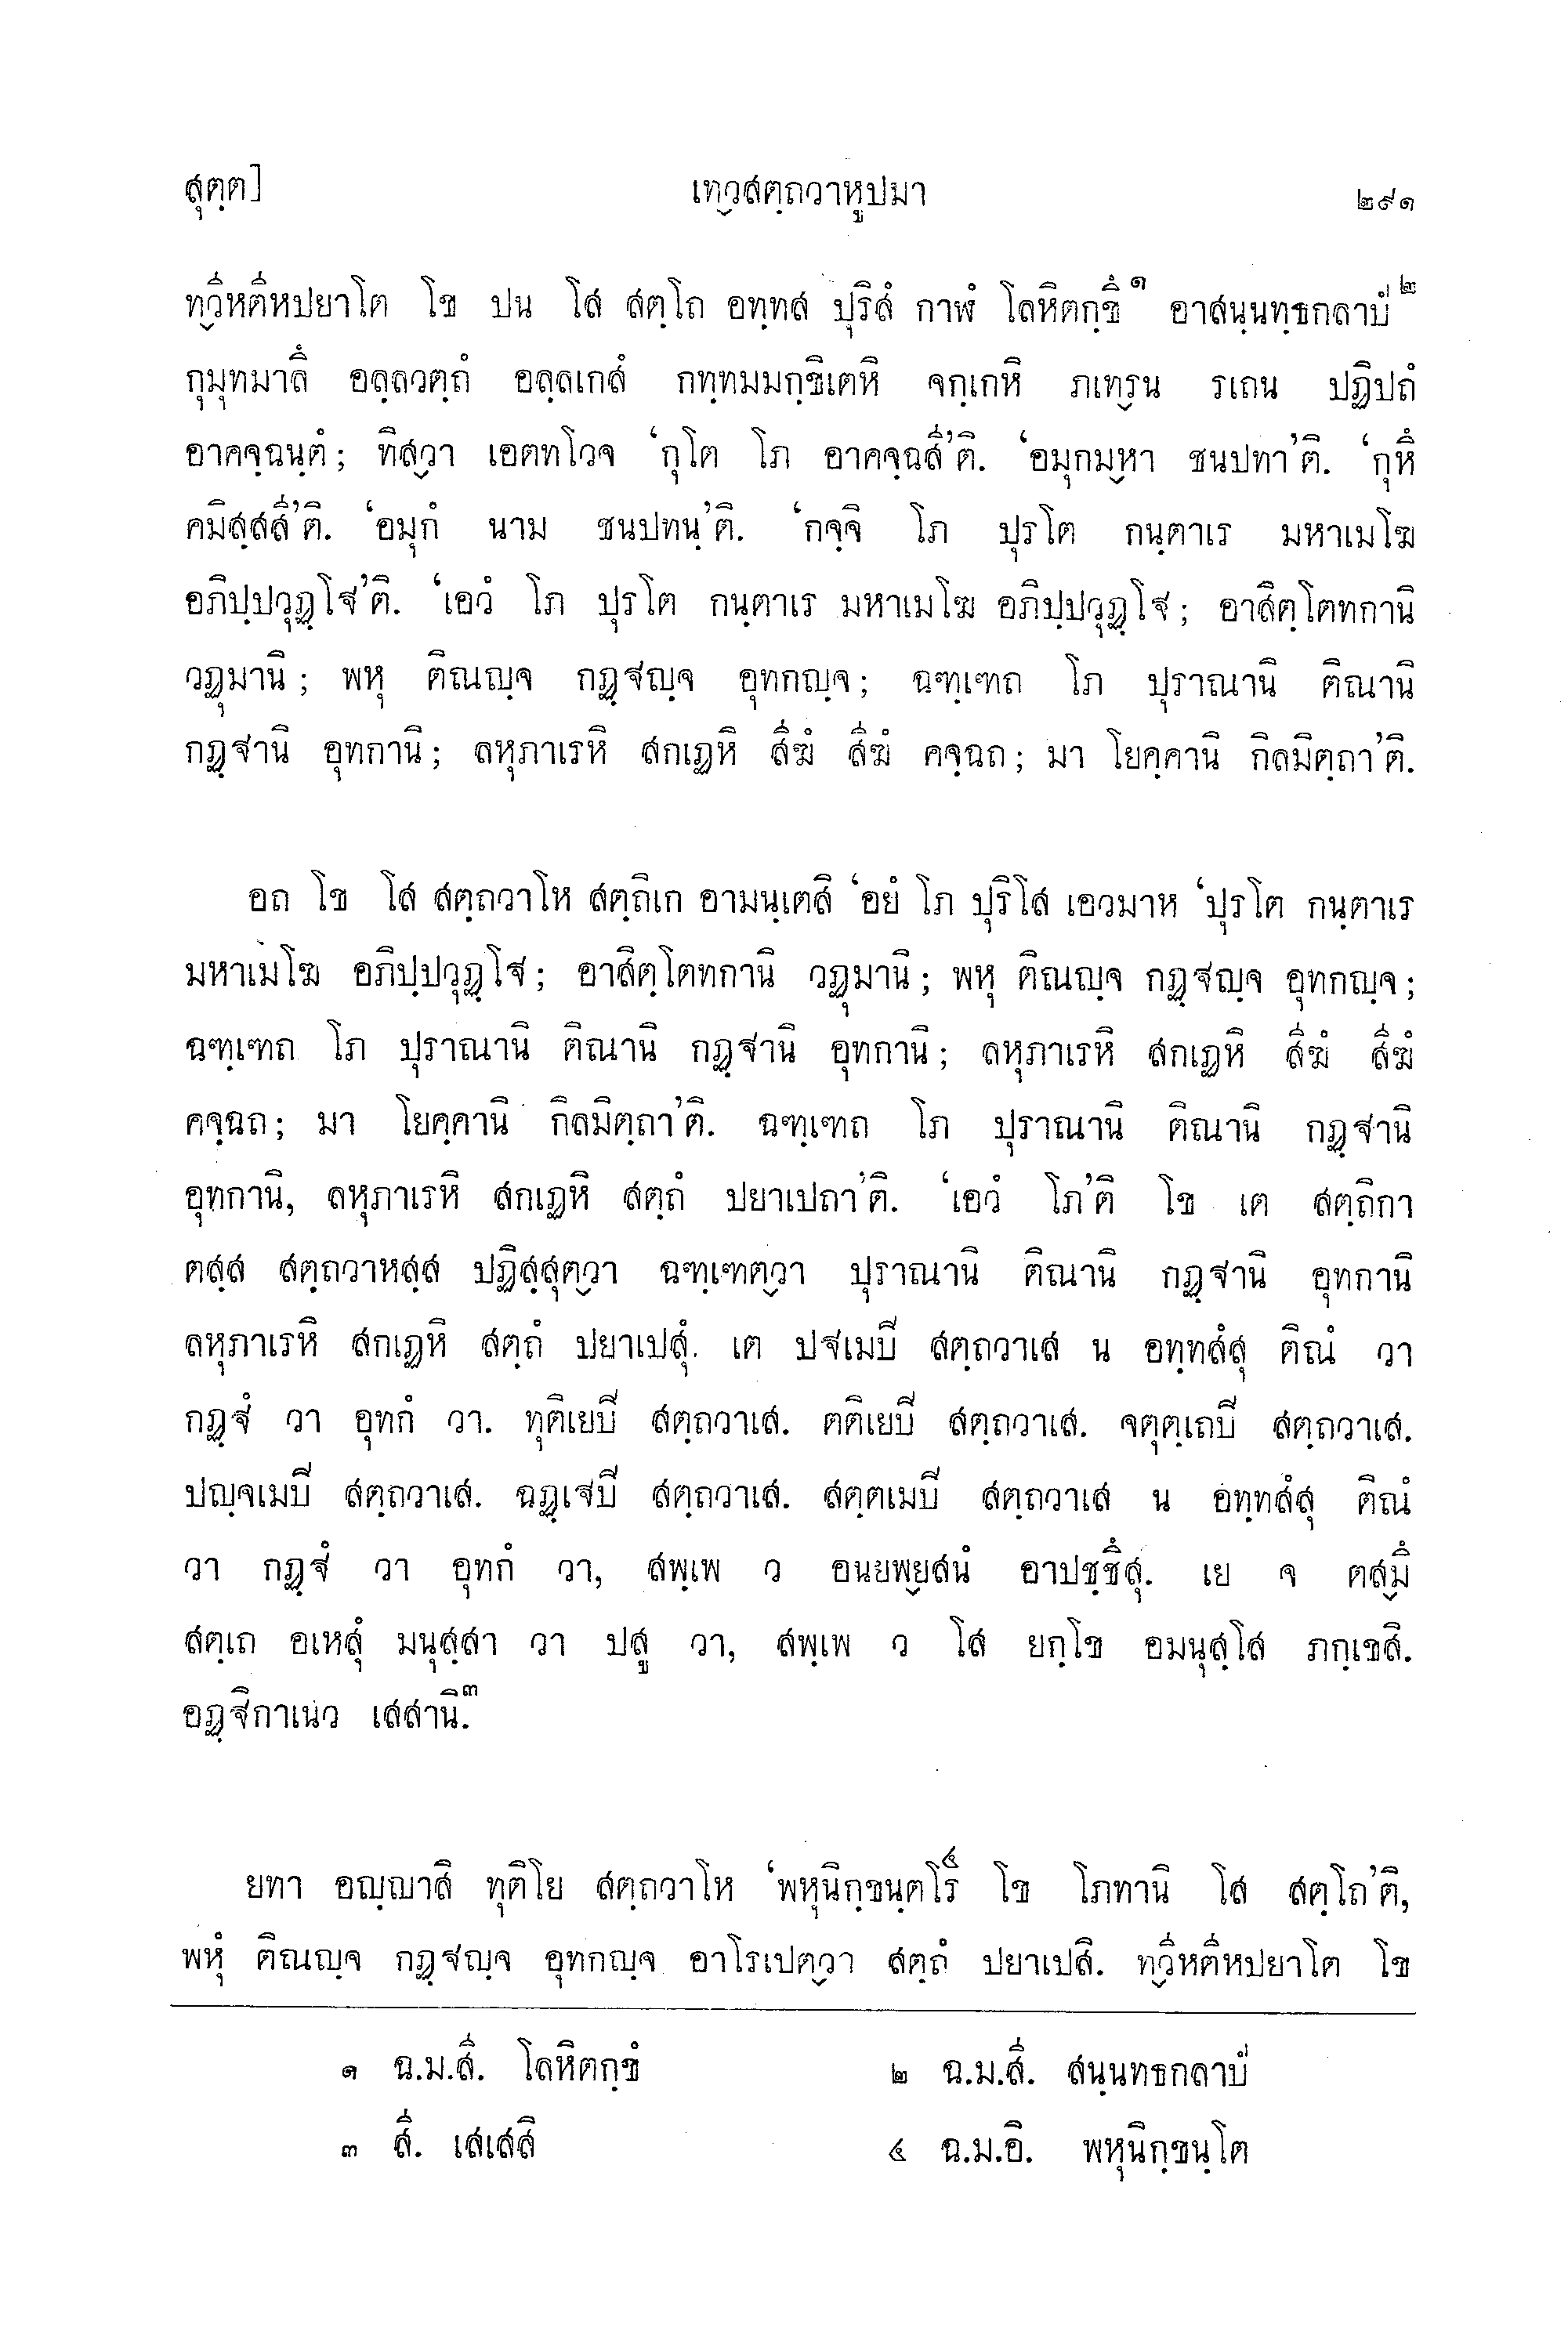 สุตฺต]	เทฺวสตฺถวาหูปมา	๒๙๑
ทฺวีหตีหปยาโต โข ปน โส สตฺโถ อทฺทส ปุริสํ กาฬํ โลหิตกฺขึ๑ อาสนฺนทฺธกลาปํ๒
กุมุทมาลึ อลฺลวตฺถํ อลฺลเกสํ กทฺทมมกฺขิเตหิ จกฺเกหิ ภเทฺรน รเถน ปฏิปถํ
อาคจฺฉนฺตํ; ทิสฺวา เอตทโวจ ‘กุโต โภ อาคจฺฉสี’ติ. ‘อมุกมฺหา ชนปทา’ติ. ‘กุหึ
คมิสฺสสี’ติ. ‘อมุกํ นาม ชนปทนฺ’ติ. ‘กจฺจิ โภ ปุรโต กนฺตาเร มหาเมโฆ
อภิปฺปวุฏฺโฐ’ติ. ‘เอวํ โภ ปุรโต กนฺตาเร มหาเมโฆ อภิปฺปวุฏฺโฐ; อาสิตฺโตทกานิ
วฏุมานิ; พหุ ติณญฺจ กฏฺฐญฺจ อุทกญฺจ; ฉฑฺเฑถ โภ ปุราณานิ ติณานิ
กฏฺฐานิ อุทกานิ; ลหุภาเรหิ สกเฏหิ สีฆํ สีฆํ คจฺฉถ; มา โยคฺคานิ กิลมิตฺถา’ติ.
อถ โข โส สตฺถวาโห สตฺถิเก อามนฺเตสิ ‘อยํ โภ ปุริโส เอวมาห ‘ปุรโต กนฺตาเร
มหาเมโฆ อภิปฺปวุฏฺโฐ; อาสิตฺโตทกานิ วฏุมานิ; พหุ ติณญฺจ กฏฺฐญฺจ อุทกญฺจ;
ฉฑฺเฑถ โภ ปุราณานิ ติณานิ กฏฺฐานิ อุทกานิ; ลหุภาเรหิ สกเฏหิ สีฆํ สีฆํ
คจฺฉถ; มา โยคฺคานิ กิลมิตฺถา’ติ. ฉฑฺเฑถ โภ ปุราณานิ ติณานิ กฏฺฐานิ
อุทกานิ, ลหุภาเรหิ สกเฏหิ สตฺถํ ปยาเปถา’ติ. ‘เอวํ โภ’ติ โข เต สตฺถิกา
ตสฺส สตฺถวาหสฺส ปฏิสฺสุตฺวา ฉฑฺเฑตฺวา ปุราณานิ ติณานิ กฏฺฐานิ อุทกานิ
ลหุภาเรหิ สกเฏหิ สตฺถํ ปยาเปสุํ. เต ปฐเมปิ สตฺถวาเส น อทฺทสํสุ ติณํ วา
กฏฺฐํ วา อุทกํ วา. ทุติเยปิ สตฺถวาเส. ตติเยปิ สตฺถวาเส. จตุตฺเถปิ สตฺถวาเส.
ปญฺจเมปิ สตฺถวาเส. ฉฏฺเฐปิ สตฺถวาเส. สตฺตเมปิ สตฺถวาเส น อทฺทสํสุ ติณํ
วา กฏฺฐํ วา อุทกํ วา, สพฺเพ ว อนยพฺยสนํ อาปชฺชึสุ. เย จ ตสฺมึ
สตฺเถ อเหสุํ มนุสฺสา วา ปสู วา, สพฺเพ ว โส ยกฺโข อมนุสฺโส ภกฺเขสิ.
อฏฺฐิกาเนว เสสานิ.๓
ยทา อญฺญาสิ ทุติโย สตฺถวาโห ‘พหุนิกฺขนฺตโร๔ โข โภทานิ โส สตฺโถ’ติ,
พหุํ ติณญฺจ กฏฺฐญฺจ อุทกญฺจ อาโรเปตฺวา สตฺถํ ปยาเปสิ. ทฺวีหตีหปยาโต โข
๑ ฉ.ม.สี. โลหิตกฺขํ	๒ ฉ.ม.สี. สนฺนทธกลาปํ
๓ สี. เสเสสิ	๔ ฉ.ม.อิ. พหุนิกฺขนฺโต